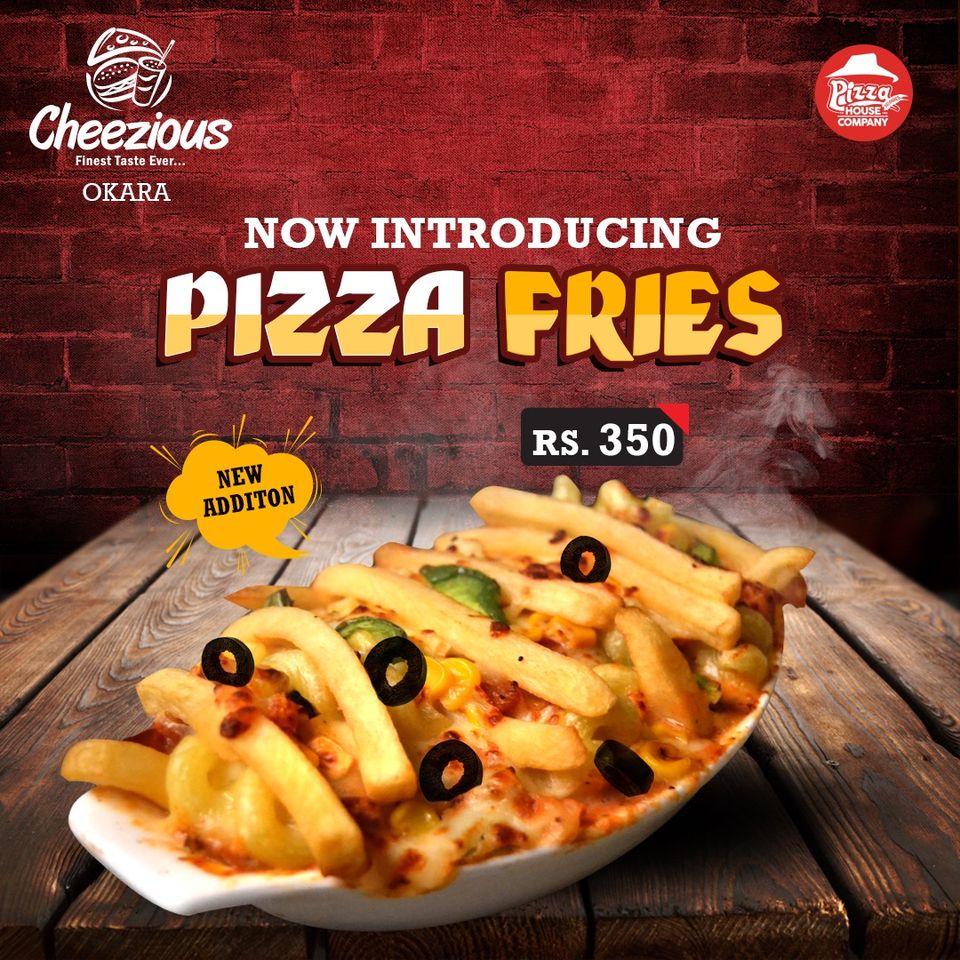 Cheezious
Finest Taste Ever...
OKARA
Pizza
HOUSE
COMPANY
NOW INTRODUCING
PIZZA FRIES
RS. 350
NEW
ADDITON